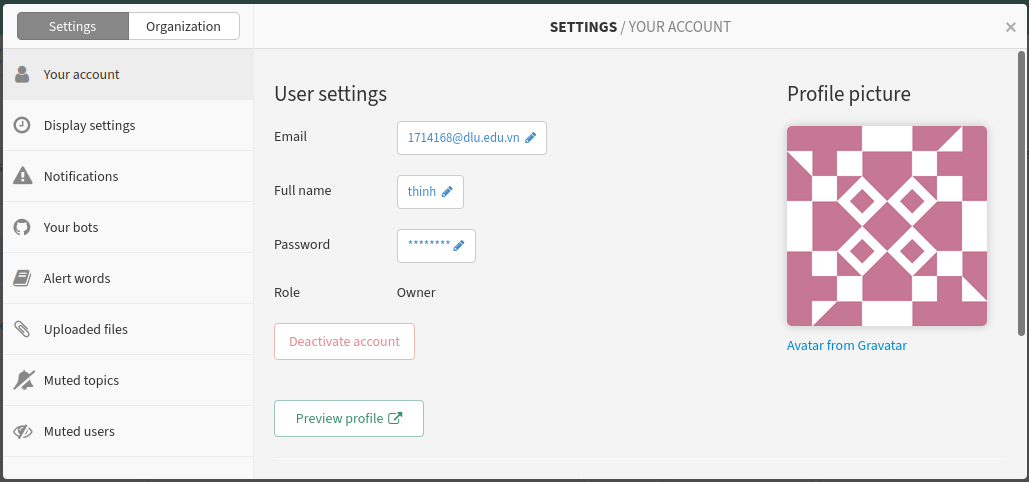 Settings
Organization
SETTINGS / YOUR ACCOUNT
×
Your account
Display settings
Notifications
Your bots
Alert words
Uploaded files
Muted topics
Muted users
User settings
Email
1714168@dlu.edu.vn
Full name
thinh
Password
********
Role
Owner
Deactivate account
Preview profile
Profile picture
Avatar from Gravatar